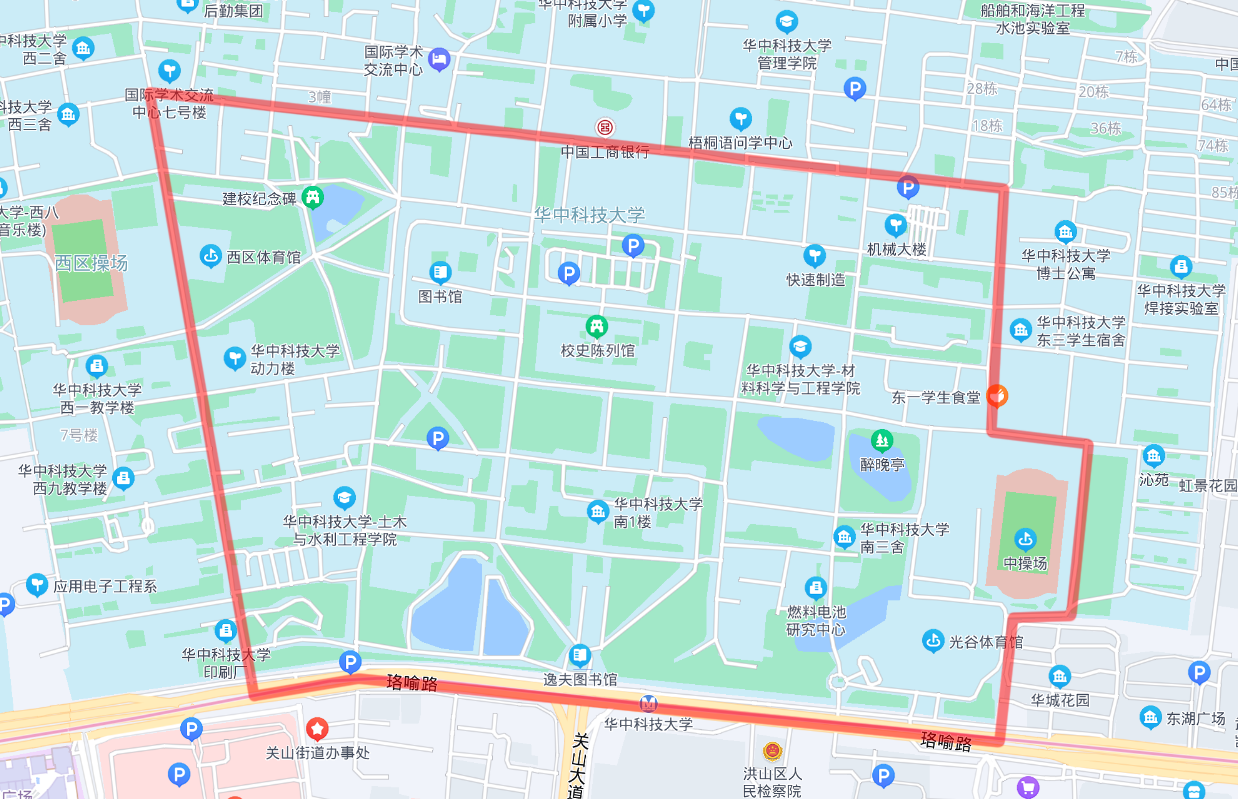 后勤集团
华中科技大学
附属小学
船舶和海洋工程
水池实验室
科技大学
西二舍
国际学术
交流中心
华中科技大学
管理学院
7栋
国际学术交流
中心七号楼
3幢
28栋
20栋
64栋
科技大学
西三舍
中国工商银行
梧桐语问学中心
18栋
36栋
74栋
建校纪念碑
华中科技大学
85栋
大学-西八
音乐楼)
西区操场
西区体育馆
机械大楼
华中科技大学
博士公寓
图书馆
快速制造
华中科技大学
焊接实验室
校史陈列馆
华中科技大学
东三学生宿舍
华中科技大学
动力楼
华中科技大学
西一教学楼
华中科技大学-材
料科学与工程学院
东一学生食堂
7号楼
华中科技大学
西九教学楼
醉晚亭
沁苑
虹景花园
华中科技大学-土木
与水利工程学院
华中科技大学
南1楼
华中科技大学
南三舍
中操场
应用电子工程系
燃料电池
研究中心
华中科技大学
印刷厂
光谷体育馆
珞喻路
逸夫图书馆
华城花园
华中科技大学
东湖广场
关山街道办事处
关山大道
珞喻路
洪山区人
民检察院
广场